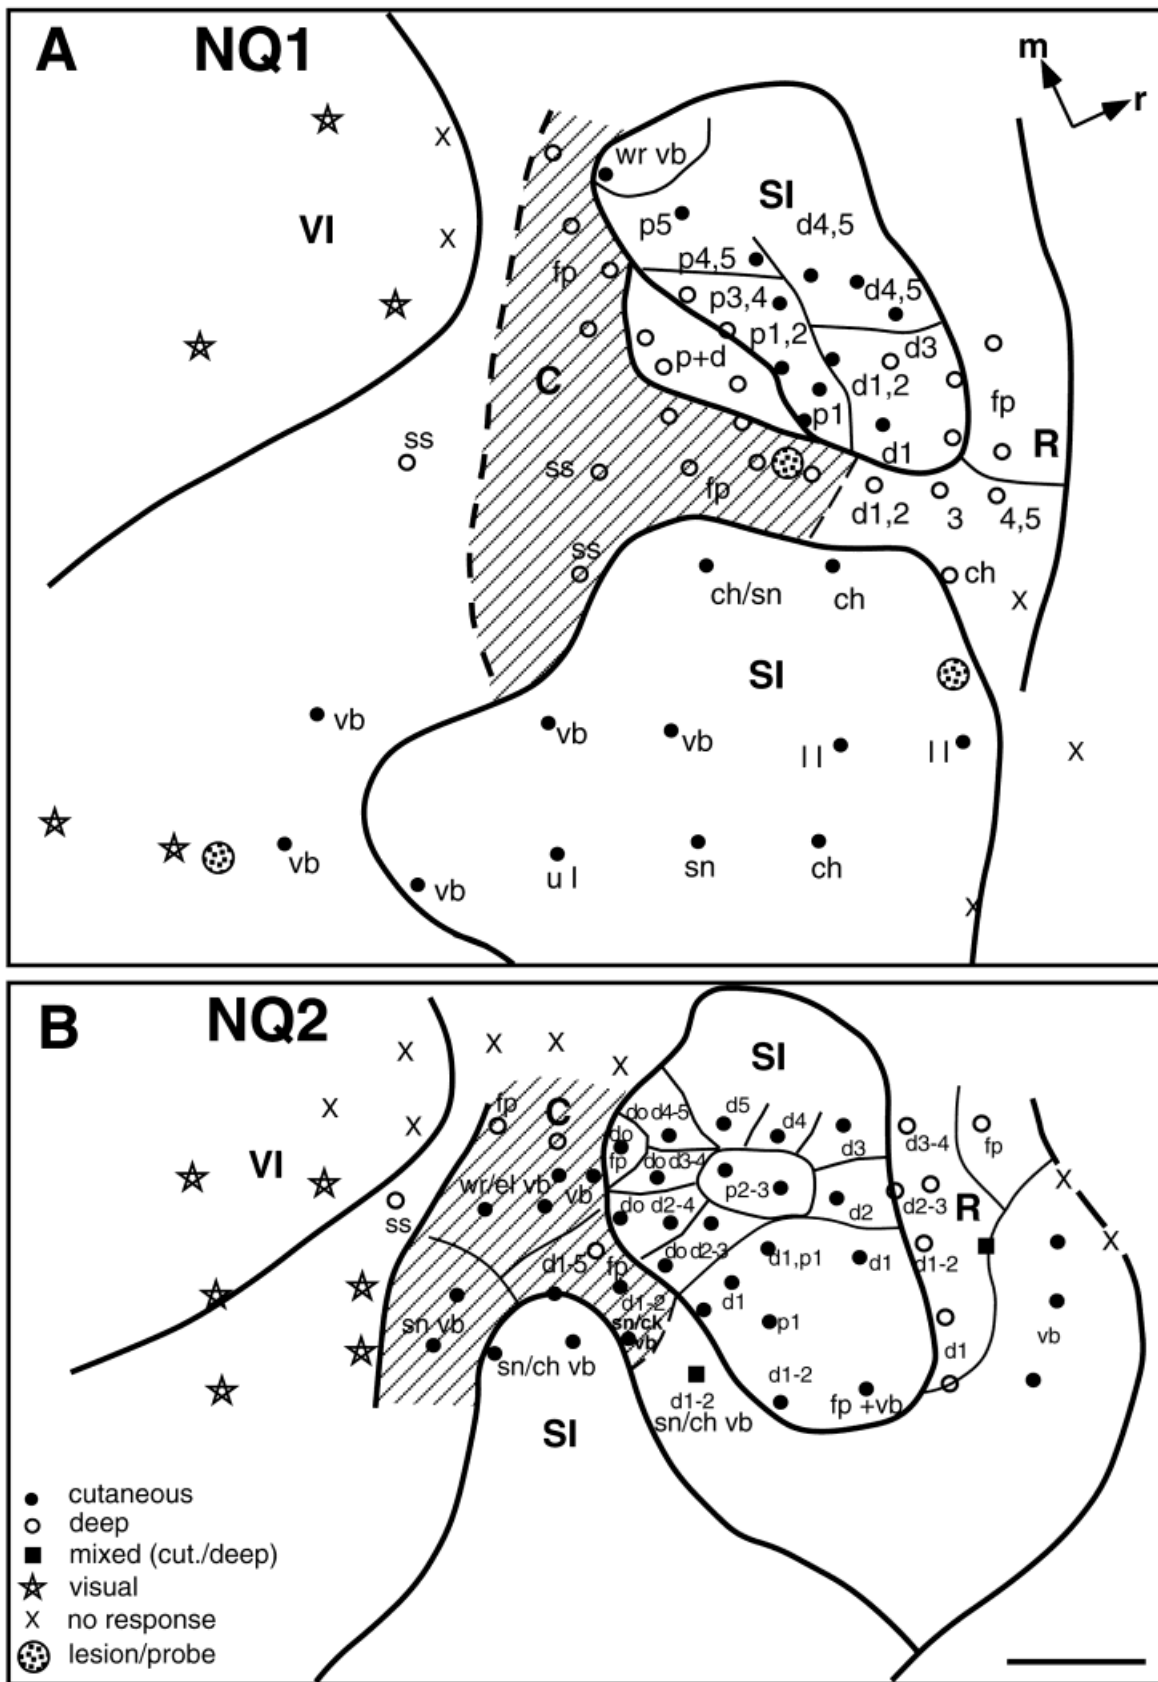 A NQ1
m
r
X
wr vb
SI
VI
X
p5
d4,5
p4,5
fp
d4,5
p3,4
p1,2
d3
p+d
d1,2
C
fp
p1
ss
R
d1
ss
fp
d1,2 3 4,5
ss
ch
ch/sn
ch
X
SI
vb
vb
vb
l l
l l
X
vb
u l
sn
ch
vb
X
B NQ2
X
X
X
X
SI
fp
C
X
do d4-5
d5
d4
X
do
d3
d3-4
fp
VI
fp
do d3-4
X
wr/el vb
vb
p2-3
d2-3
R
ss
do d2-4
d2
X
do d2-3
d1,p1
d1
d1-2
d1-5
fp
d1-2
d1
sn vb
sn/ck
vb
p1
vb
d1
sn/ch vb
d1-2
d1-2
fp +vb
sn/ch vb
SI
cutaneous
deep
mixed (cut./deep)
visual
X no response
lesion/probe